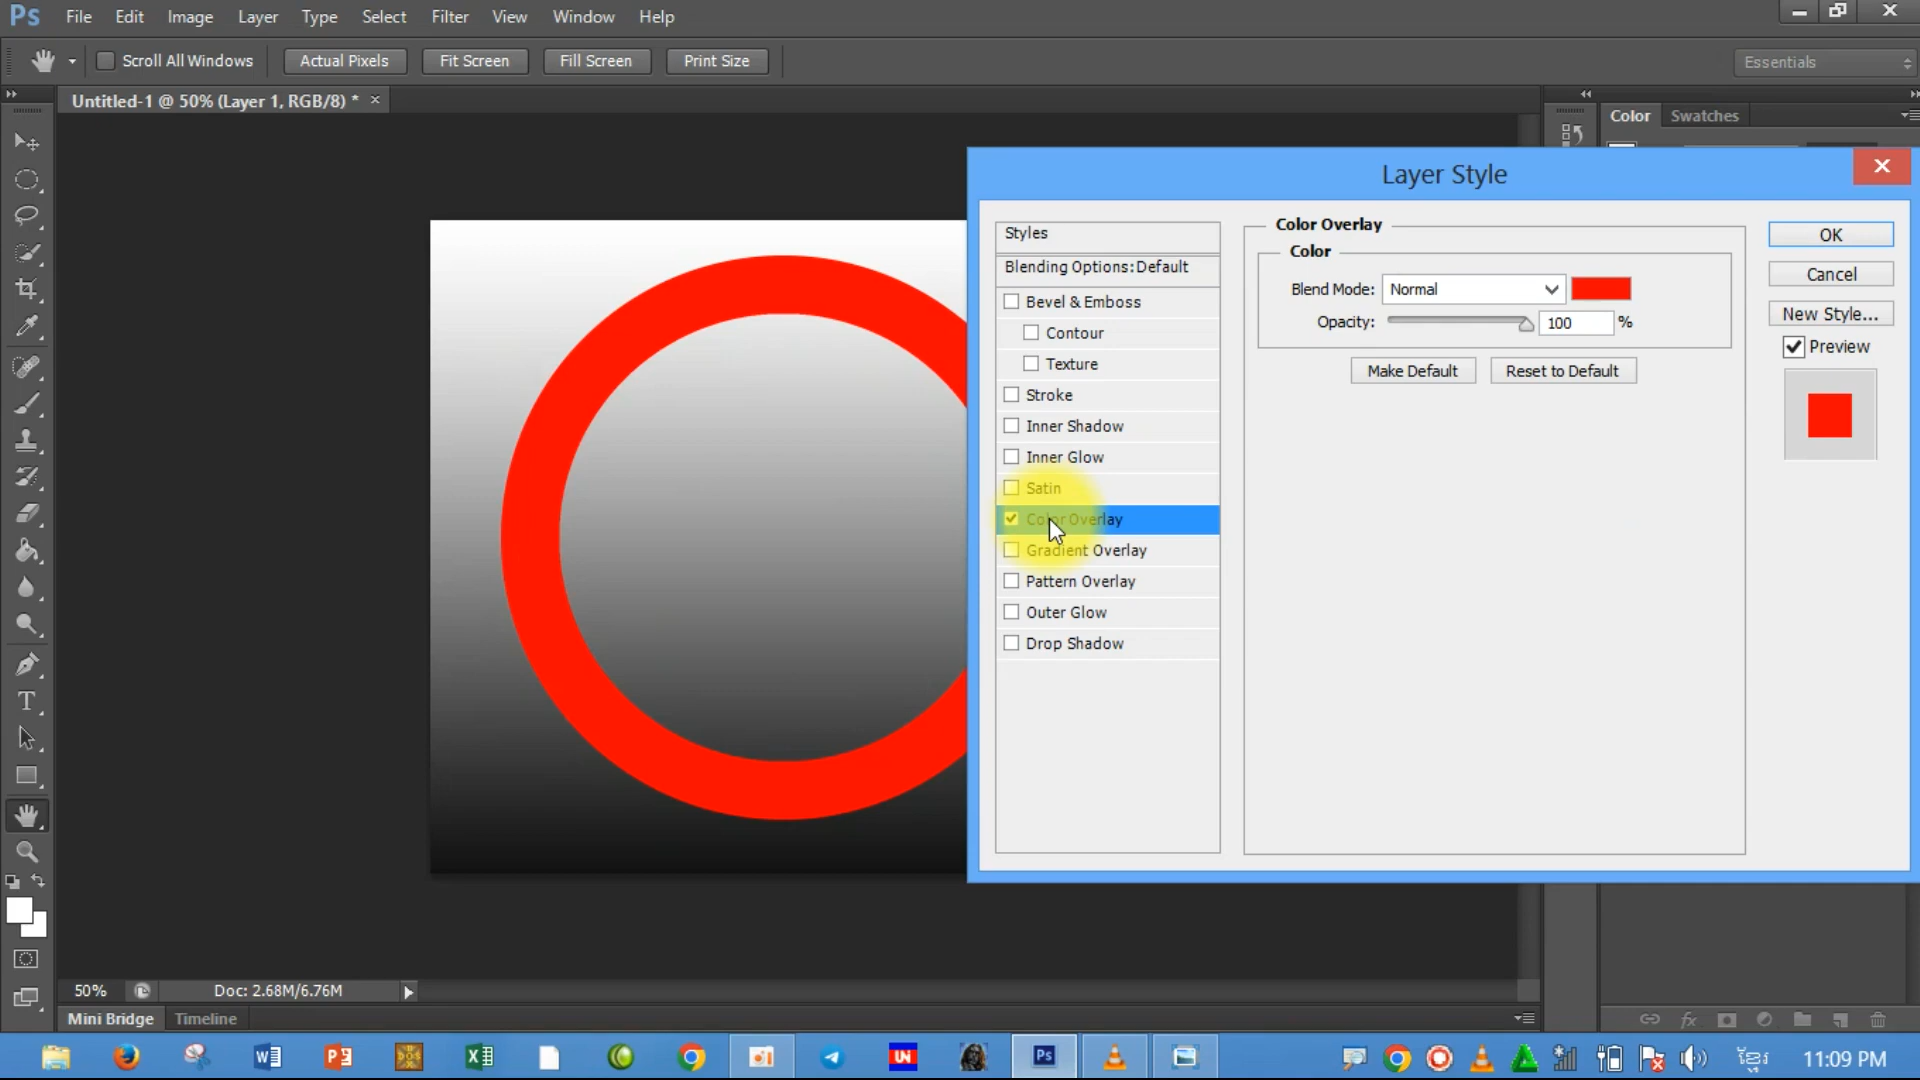 Ps File Edit Image Layer Type Select Filter View Window Help
Scroll All Windows Actual Pixels Fit Screen Fill Screen Print Size Essentials
Untitled-1 @ 50% (Layer 1, RGB/8) * ×
Color Swatches
Layer Style
Styles
Blending Options:Default
Bevel & Emboss
Contour
Texture
Stroke
Inner Shadow
Inner Glow
Satin
Color Overlay
Gradient Overlay
Pattern Overlay
Outer Glow
Drop Shadow
Color Overlay
Color
Blend Mode: Normal
Opacity: 100 %
Make Default Reset to Default
OK
Cancel
New Style...
Preview
50% Doc: 2.68M/6.76M
Mini Bridge Timeline
ខ្មែរ 11:09 PM